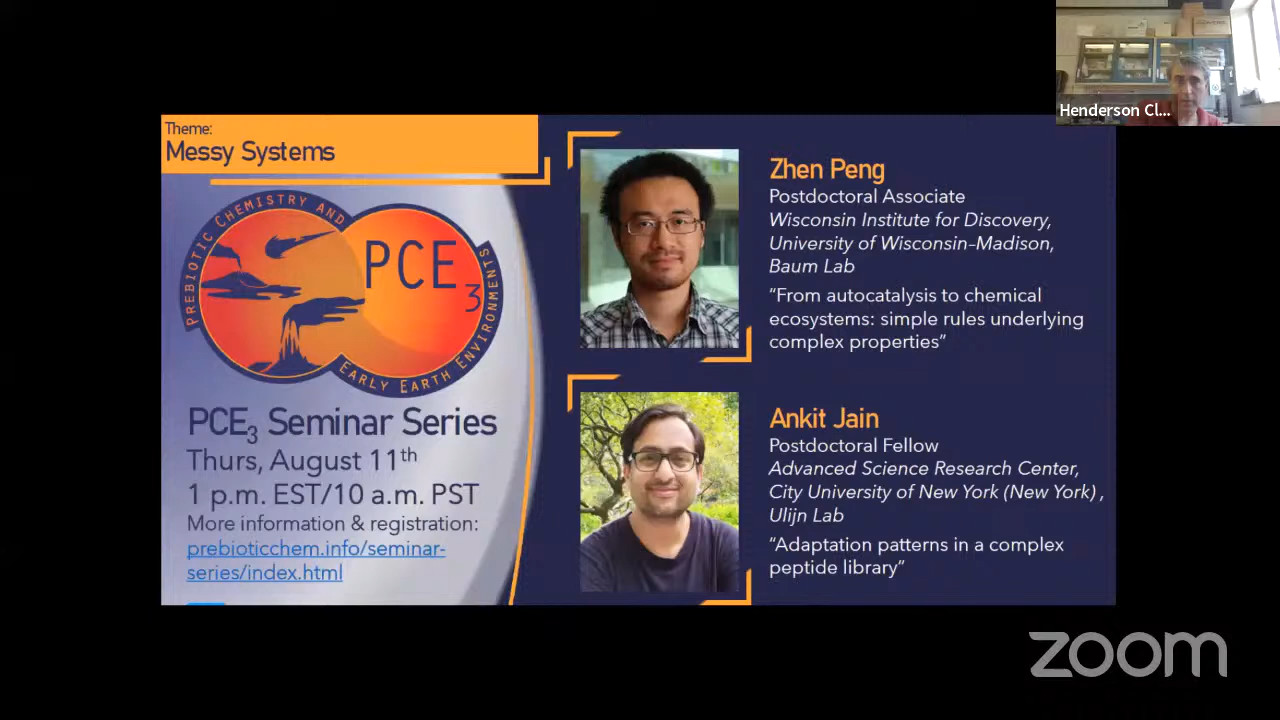 Henderson Cl...
Theme:
Messy Systems
PREBIOTIC CHEMISTRY AND
EARLY EARTH ENVIRONMENTS
PCE3
PCE3 Seminar Series
Thurs, August 11th
1 p.m. EST/10 a.m. PST
More information & registration:
prebioticchem.info/seminar-
series/index.html
Zhen Peng
Postdoctoral Associate
Wisconsin Institute for Discovery,
University of Wisconsin–Madison,
Baum Lab
“From autocatalysis to chemical
ecosystems: simple rules underlying
complex properties”
Ankit Jain
Postdoctoral Fellow
Advanced Science Research Center,
City University of New York (New York) ,
Ulijn Lab
“Adaptation patterns in a complex
peptide library”
zoom